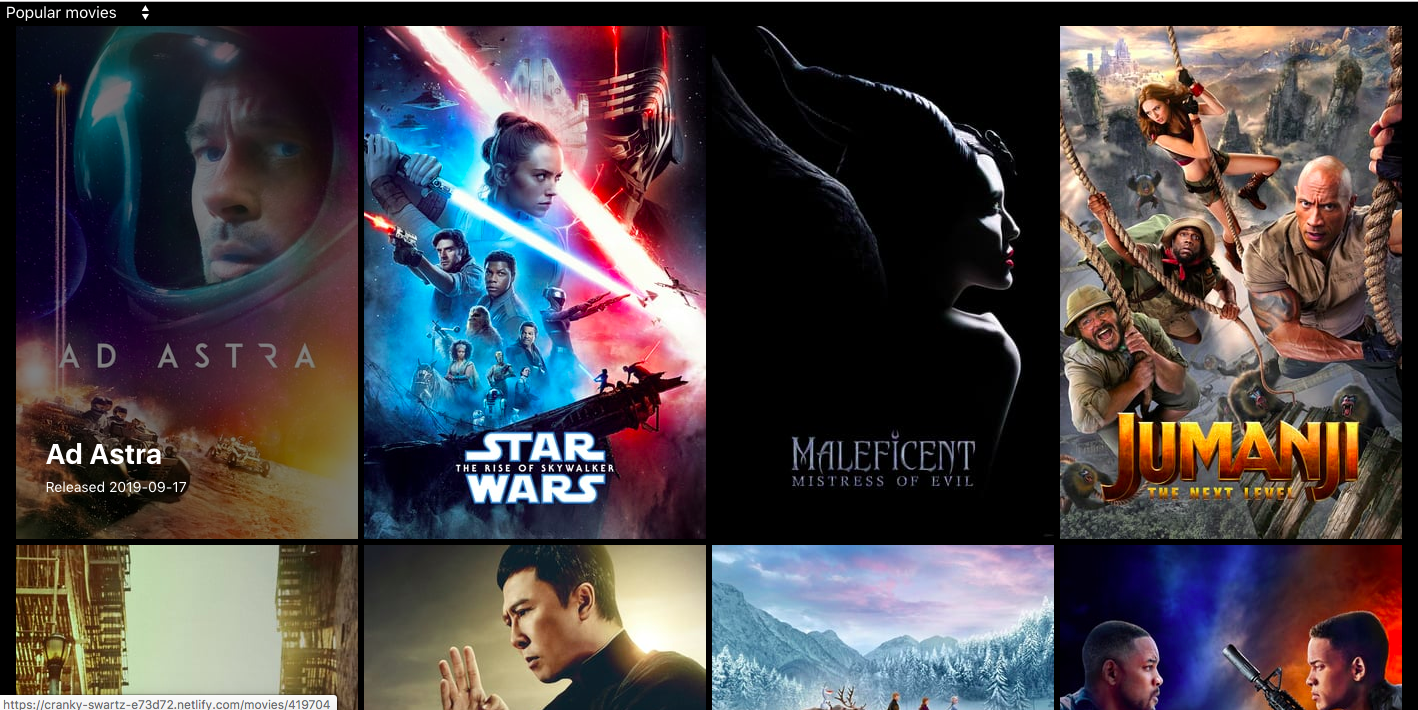 Popular movies
AD ASTRA
Ad Astra
Released 2019-09-17
STAR
THE RISE OF SKYWALKER
WARS
MALEFICENT
MISTRESS OF EVIL
JUMANJI
THE NEXT LEVEL
https://cranky-swartz-e73d72.netlify.com/movies/419704